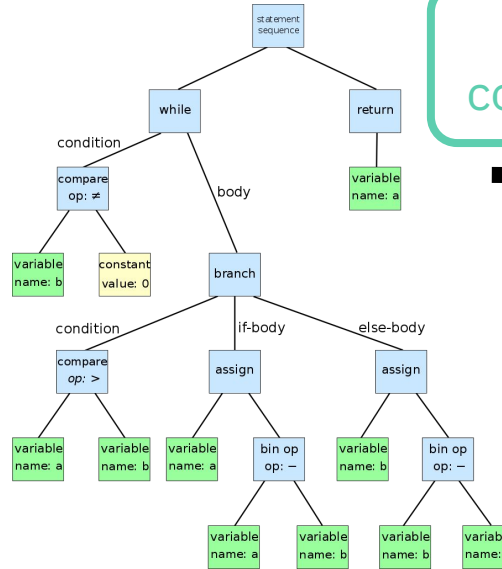 statement
sequence
while
return
condition
compare
op: ≠
body
variable
name: a
variable
name: b
constant
value: 0
branch
condition
if-body
else-body
compare
op: >
assign
assign
variable
name: a
variable
name: b
variable
name: a
bin op
op: −
variable
name: b
bin op
op: −
variable
name: a
variable
name: b
variable
name: b